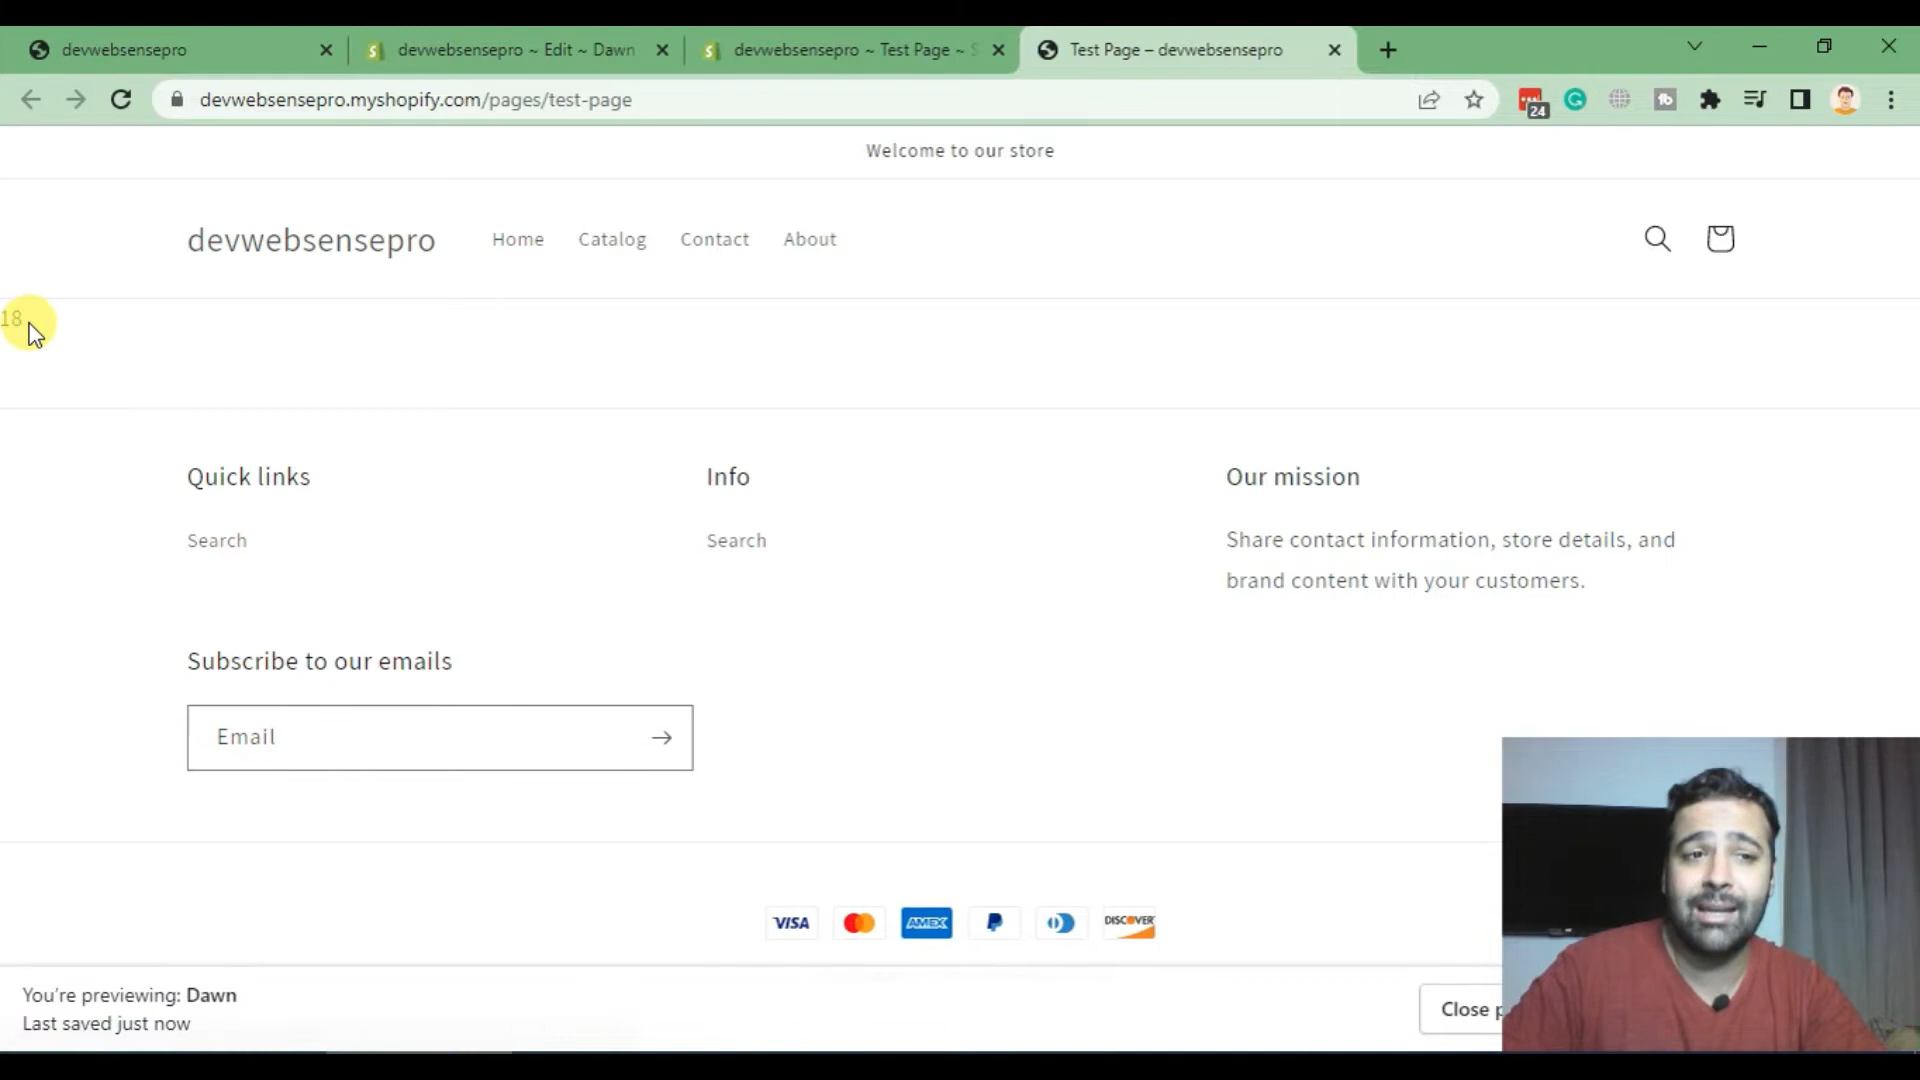 devwebsensepro
devwebsensepro ~ Edit ~ Dawn
devwebsensepro ~ Test Page ~ S
Test Page – devwebsensepro
devwebsensepro.myshopify.com/pages/test-page
24
Welcome to our store
devwebsensepro
Home
Catalog
Contact
About
18
Quick links
Info
Our mission
Search
Search
Share contact information, store details, and
brand content with your customers.
Subscribe to our emails
Email
VISA
AMEX
DISCOVER
You're previewing: Dawn
Last saved just now
Close p